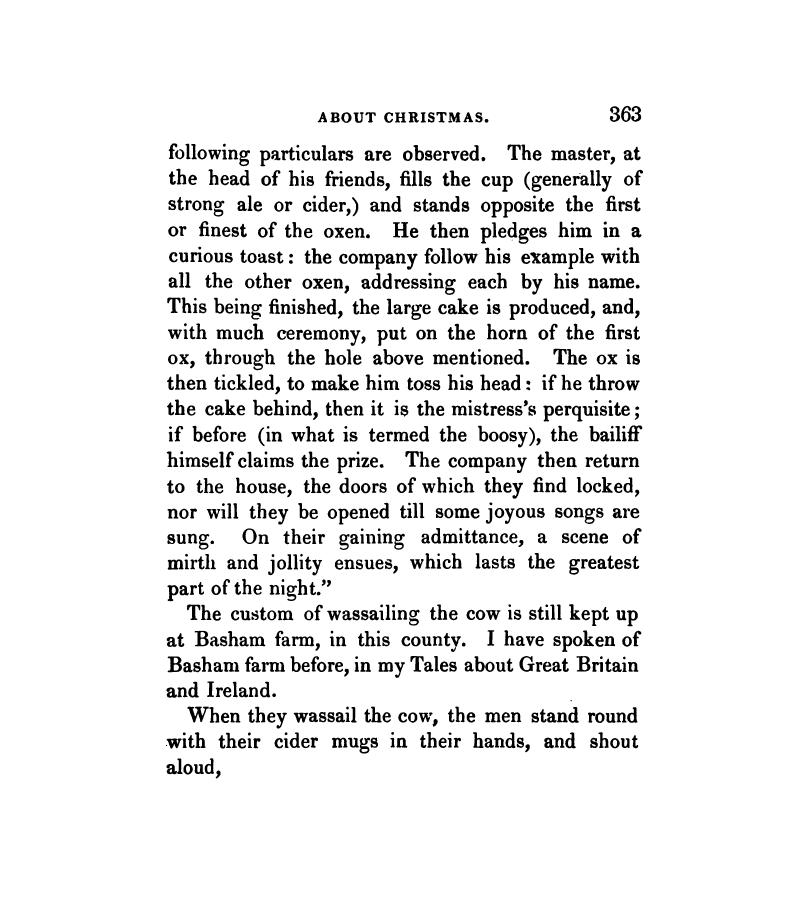 ABOUT CHRISTMAS. 363
following particulars are observed. The master, at
the head of his friends, fills the cup (generally of
strong ale or cider,) and stands opposite the first
or finest of the oxen. He then pledges him in a
curious toast: the company follow his example with
all the other oxen, addressing each by his name.
This being finished, the large cake is produced, and,
with much ceremony, put on the horn of the first
ox, through the hole above mentioned. The ox is
then tickled, to make him toss his head: if he throw
the cake behind, then it is the mistress's perquisite;
if before (in what is termed the boosy), the bailiff
himself claims the prize. The company then return
to the house, the doors of which they find locked,
nor will they be opened till some joyous songs are
sung. On their gaining admittance, a scene of
mirth and jollity ensues, which lasts the greatest
part of the night."
The custom of wassailing the cow is still kept up
at Basham farm, in this county. I have spoken of
Basham farm before, in my Tales about Great Britain
and Ireland.
When they wassail the cow, the men stand round
with their cider mugs in their hands, and shout
aloud,